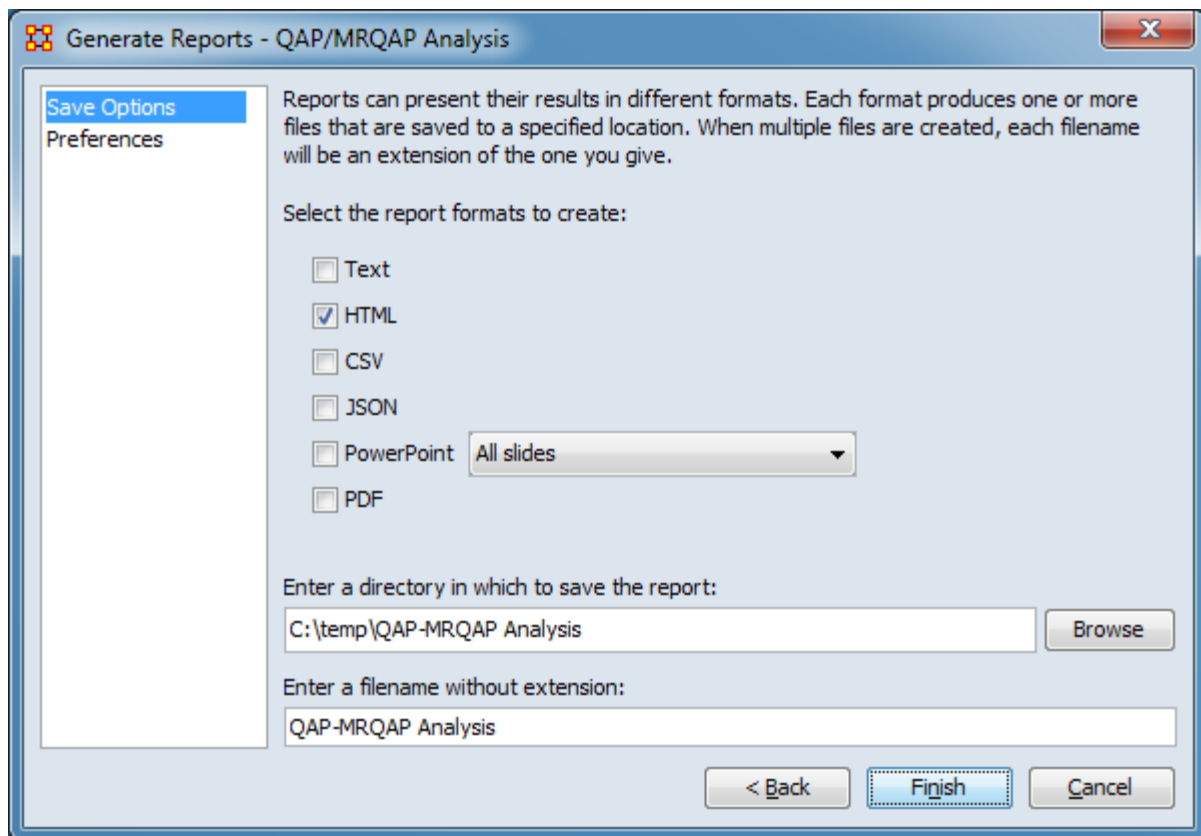 Generate Reports - QAP/MRQAP Analysis
Save Options
Preferences
Reports can present their results in different formats. Each format produces one or more
files that are saved to a specified location. When multiple files are created, each filename
will be an extension of the one you give.
Select the report formats to create:
Text
HTML
CSV
JSON
PowerPoint All slides
PDF
Enter a directory in which to save the report:
C:\temp\QAP-MRQAP Analysis Browse
Enter a filename without extension:
QAP-MRQAP Analysis
< Back Finish Cancel